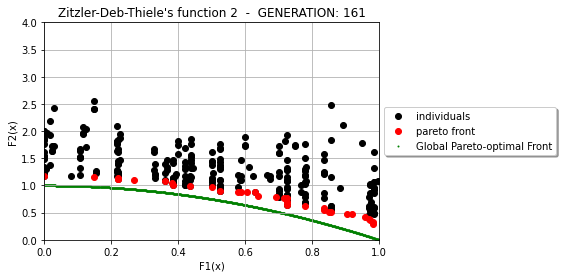 Zitzler-Deb-Thiele's function 2 - GENERATION: 161
4.0
3.5
3.0
2.5
2.0
1.5
1.0
0.5
0.0
F2(x)
0.0 0.2 0.4 0.6 0.8 1.0
F1(x)
individuals
pareto front
Global Pareto-optimal Front